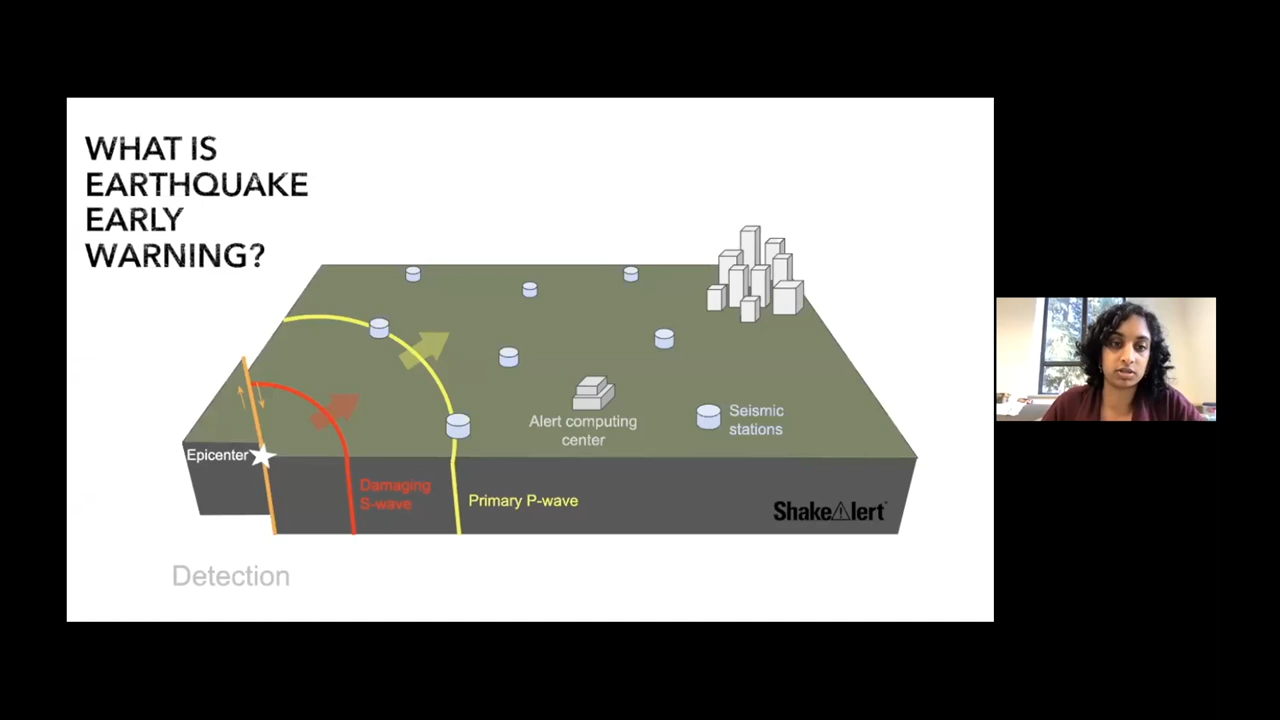 WHAT IS
EARTHQUAKE
EARLY
WARNING?
Alert computing
center
Seismic
stations
Epicenter
Damaging
S-wave
Primary P-wave
ShakeAlert
Detection